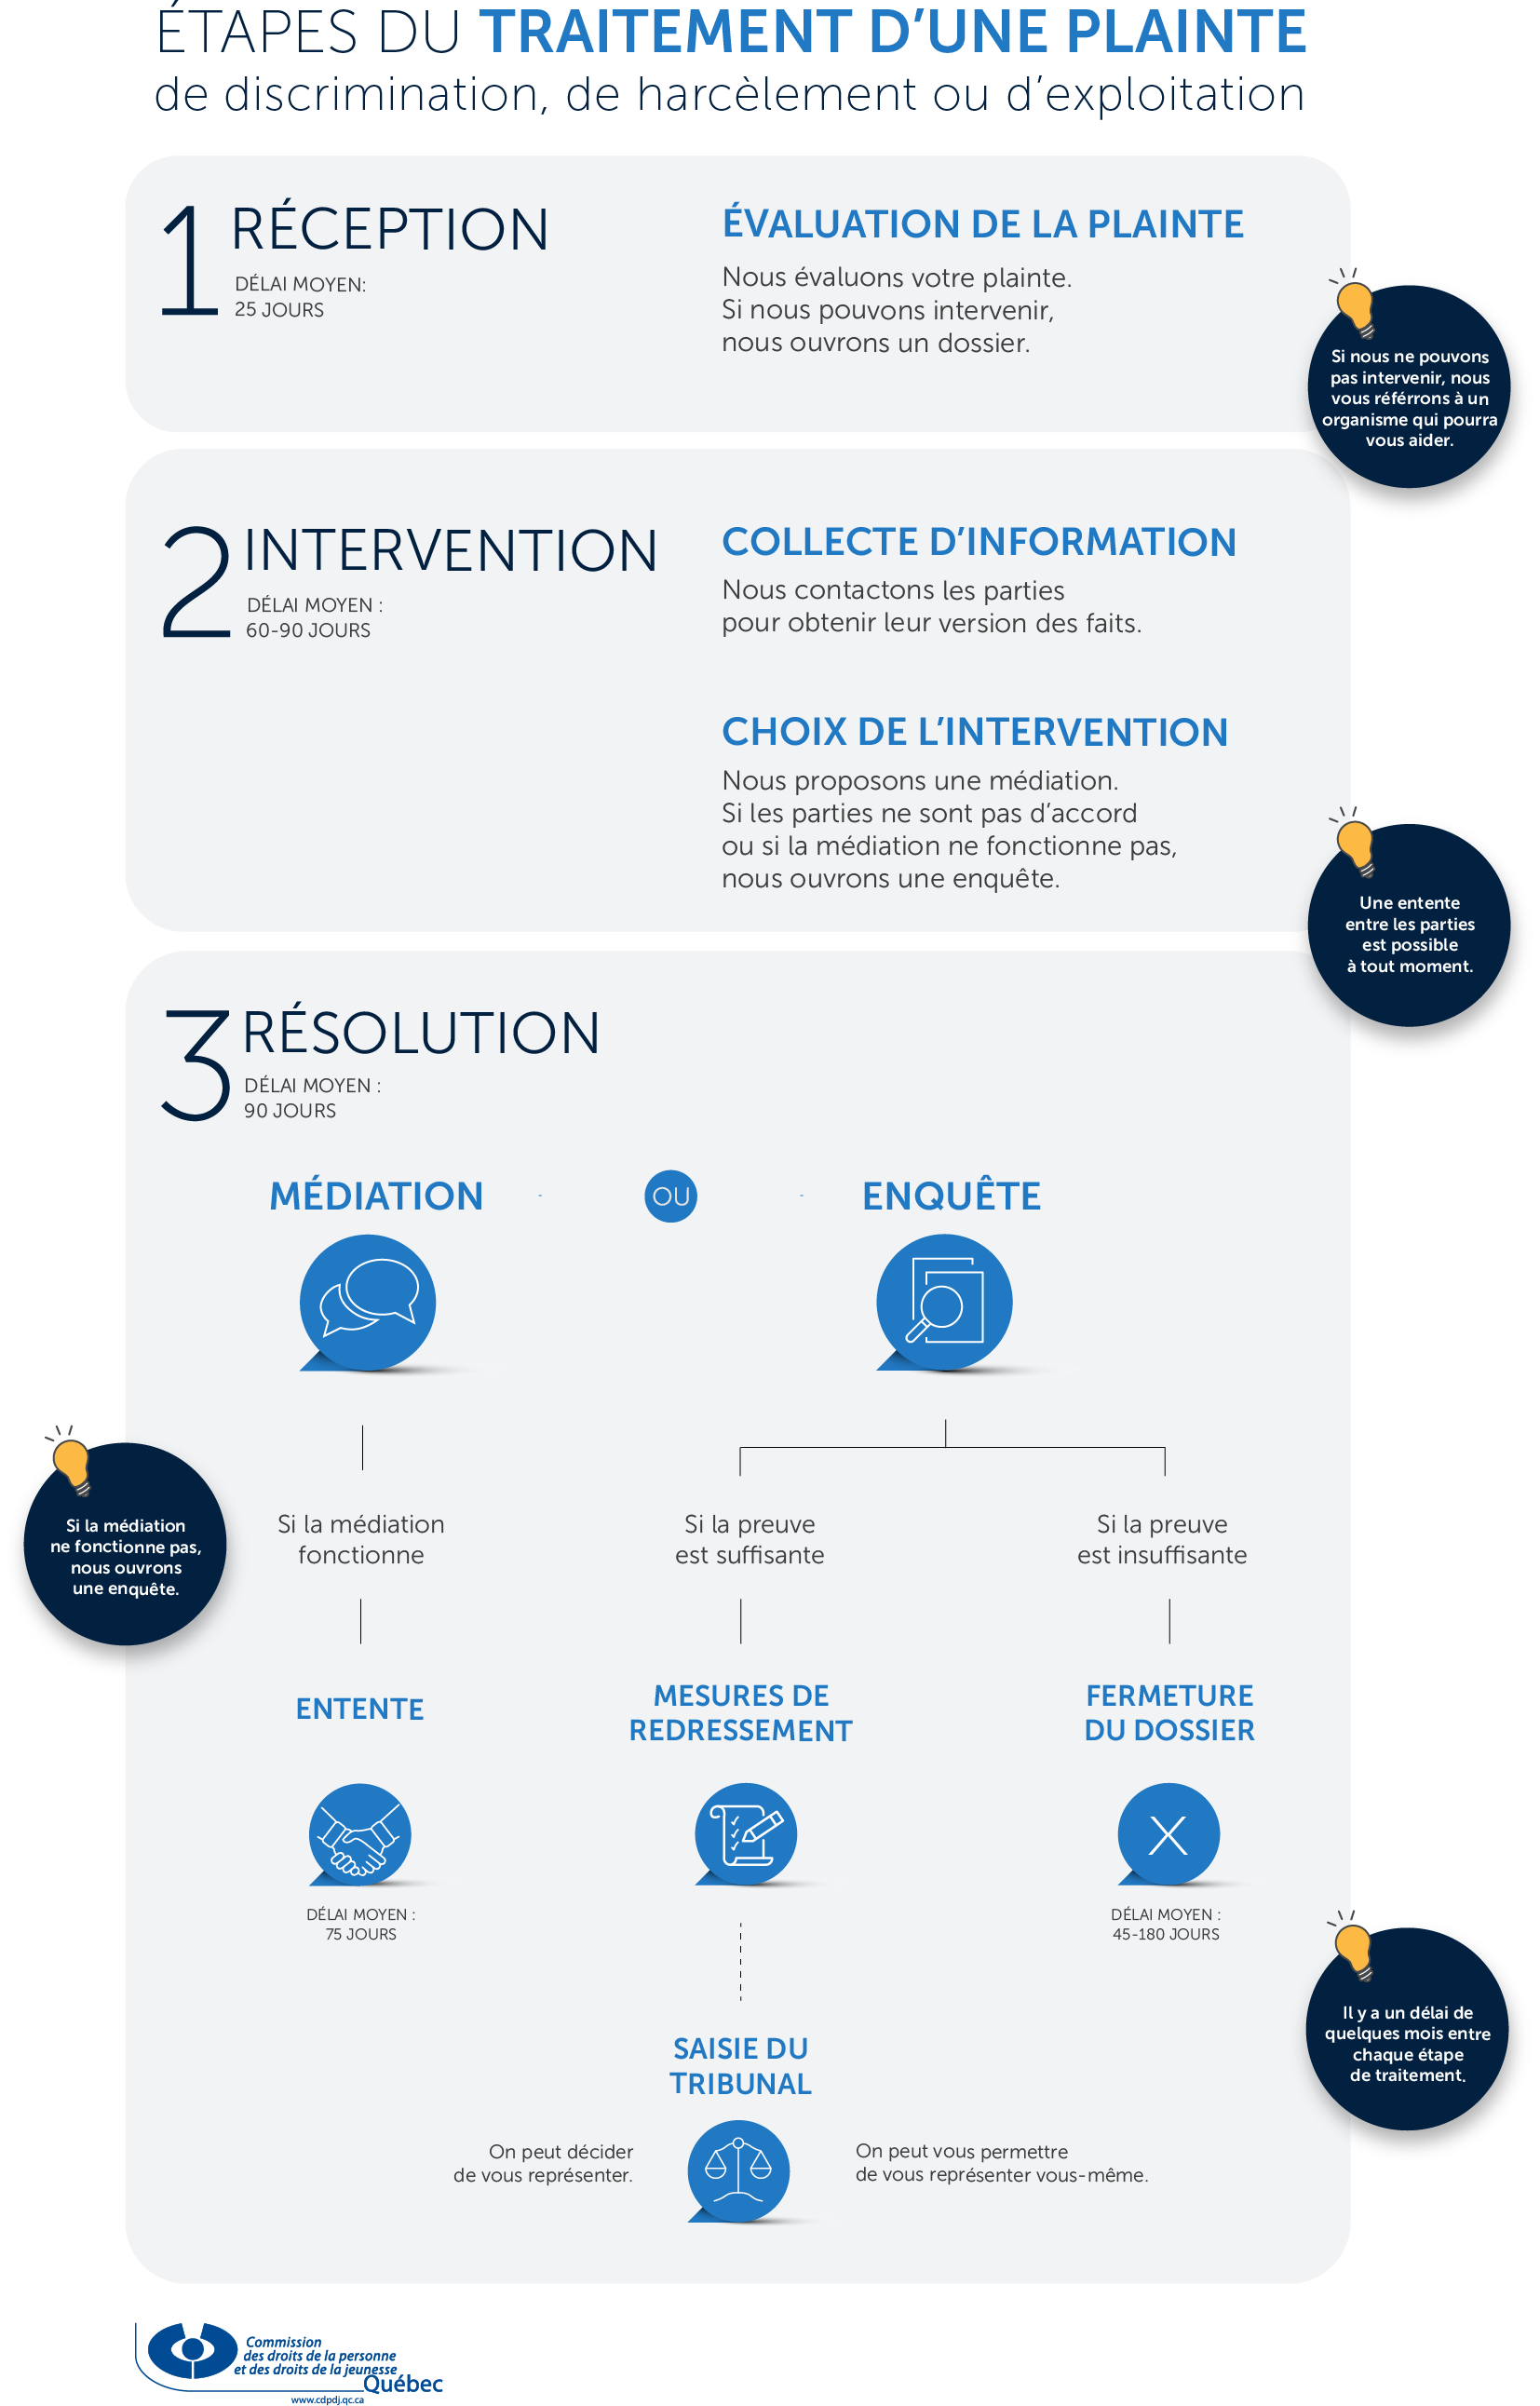 ÉTAPES DU TRAITEMENT D’UNE PLAINTE
de discrimination, de harcèlement ou d’exploitation
1 RÉCEPTION
DÉLAI MOYEN:
25 JOURS
ÉVALUATION DE LA PLAINTE
Nous évaluons votre plainte.
Si nous pouvons intervenir,
nous ouvrons un dossier.
Si nous ne pouvons
pas intervenir, nous
vous référrons à un
organisme qui pourra
vous aider.
2 INTERVENTION
DÉLAI MOYEN :
60-90 JOURS
COLLECTE D’INFORMATION
Nous contactons les parties
pour obtenir leur version des faits.
CHOIX DE L’INTERVENTION
Nous proposons une médiation.
Si les parties ne sont pas d’accord
ou si la médiation ne fonctionne pas,
nous ouvrons une enquête.
Une entente
entre les parties
est possible
à tout moment.
3 RÉSOLUTION
DÉLAI MOYEN :
90 JOURS
MÉDIATION - OU - ENQUÊTE
Si la médiation
ne fonctionne pas,
nous ouvrons
une enquête.
Si la médiation
fonctionne
Si la preuve
est suffisante
Si la preuve
est insuffisante
ENTENTE
MESURES DE
REDRESSEMENT
FERMETURE
DU DOSSIER
X
DÉLAI MOYEN :
75 JOURS
DÉLAI MOYEN :
45-180 JOURS
Il y a un délai de
quelques mois entre
chaque étape
de traitement.
SAISIE DU
TRIBUNAL
On peut décider
de vous représenter.
On peut vous permettre
de vous représenter vous-même.
Commission
des droits de la personne
et des droits de la jeunesse
Québec
www.cdpdj.qc.ca